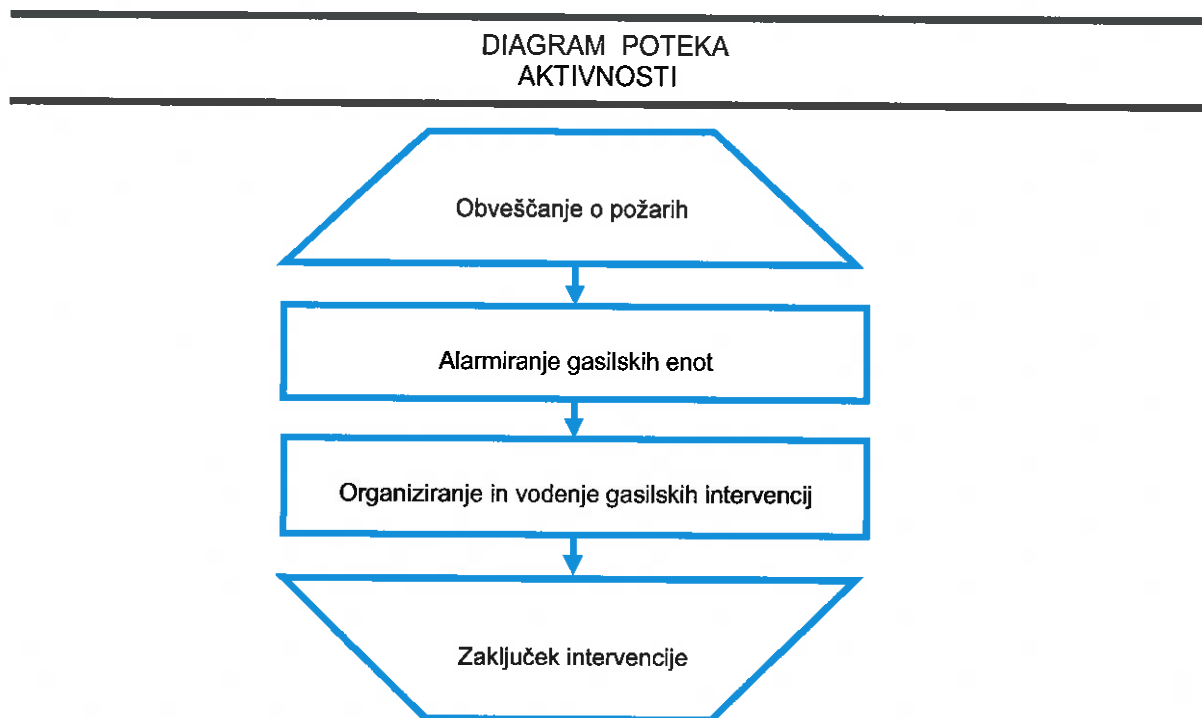 DIAGRAM POTEKA
AKTIVNOSTI
Obveščanje o požarih
Alarmiranje gasilskih enot
Organiziranje in vodenje gasilskih intervencij
Zaključek intervencije